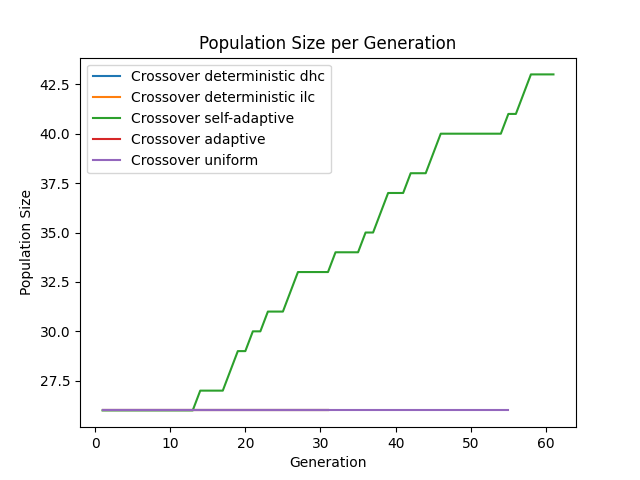 Population Size per Generation
Crossover deterministic dhc
Crossover deterministic ilc
Crossover self-adaptive
Crossover adaptive
Crossover uniform
Population Size
42.5
40.0
37.5
35.0
32.5
30.0
27.5
0 10 20 30 40 50 60
Generation